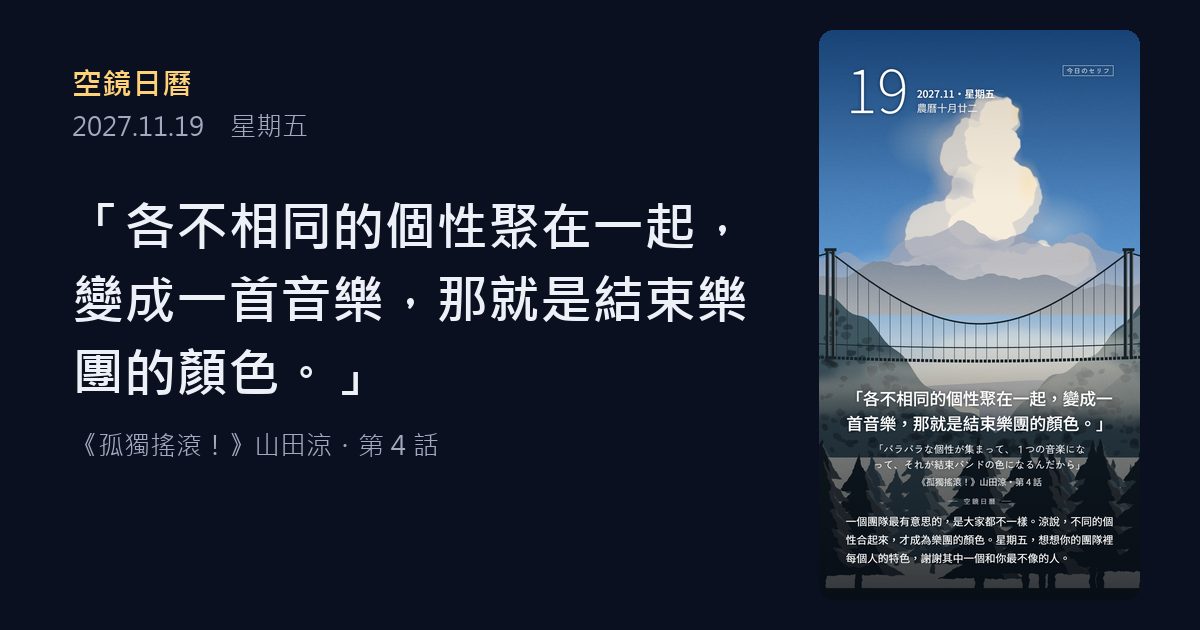 空鏡日曆
2027.11.19 星期五
「各不相同的個性聚在一起，
變成一首音樂，那就是結束樂
團的顏色。」
《孤獨搖滾！》山田涼・第 4 話
今日のセリフ
19
2027.11・星期五
農曆十月廿二
「各不相同的個性聚在一起，變成一
首音樂，那就是結束樂團的顏色。」
「バラバラな個性が集まって、１つの音楽にな
って、それが結束バンドの色になるんだから」
《孤獨搖滾！》山田涼・第 4 話
空鏡日曆
一個團隊最有意思的，是大家都不一樣。涼說，不同的個
性合起來，才成為樂團的顏色。星期五，想想你的團隊裡
每個人的特色，謝謝其中一個和你最不像的人。